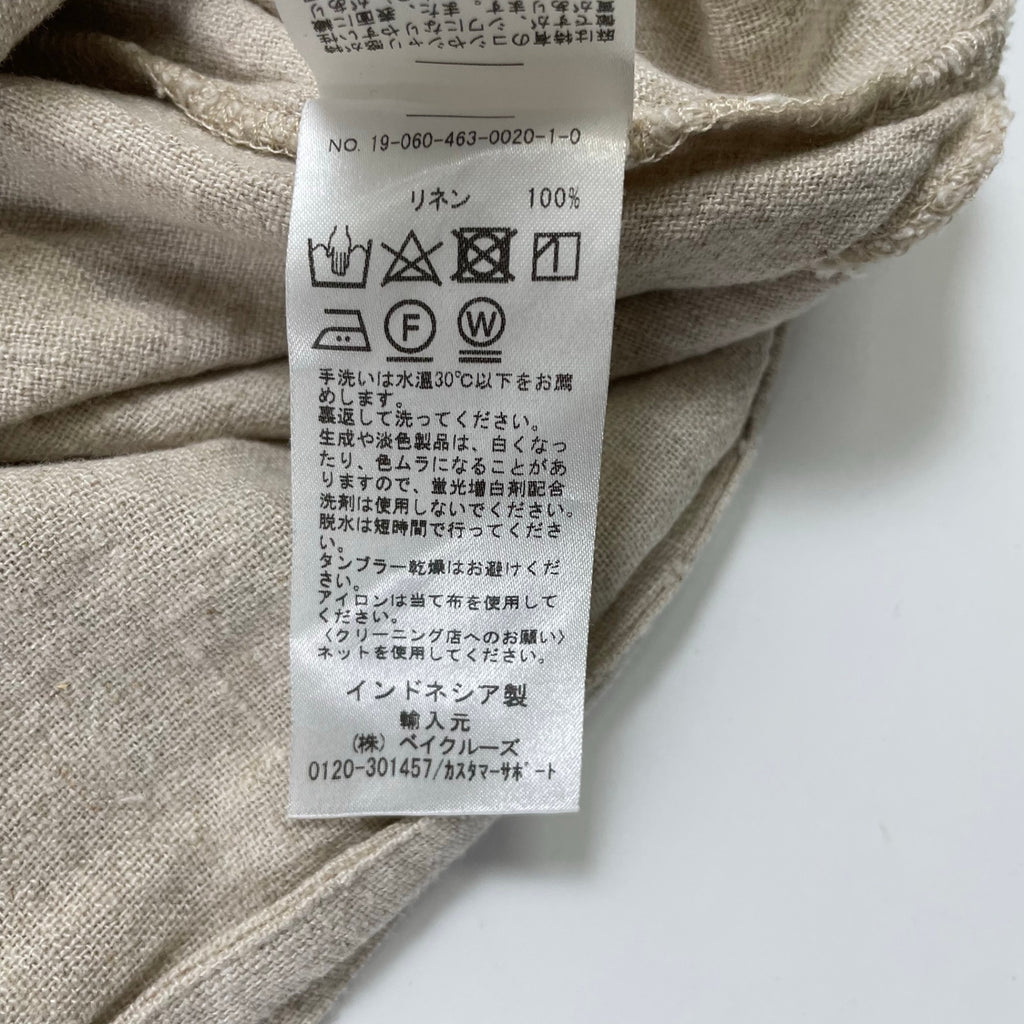 NO. 19-060-463-0020-1-0
リネン 100%
F W
手洗いは水温30℃以下をお薦
めします。
裏返して洗ってください。
生成や淡色製品は、白くなっ
たり、色ムラになることがあ
りますので、蛍光増白剤配合
洗剤は使用しないでください。
脱水は短時間で行ってくださ
い。
タンブラー乾燥はお避けくだ
さい。
アイロンは当て布を使用して
ください。
〈クリーニング店へのお願い〉
ネットを使用してください。
インドネシア製
輸入元
(株) ベイクルーズ
0120-301457/カスタマーサポート